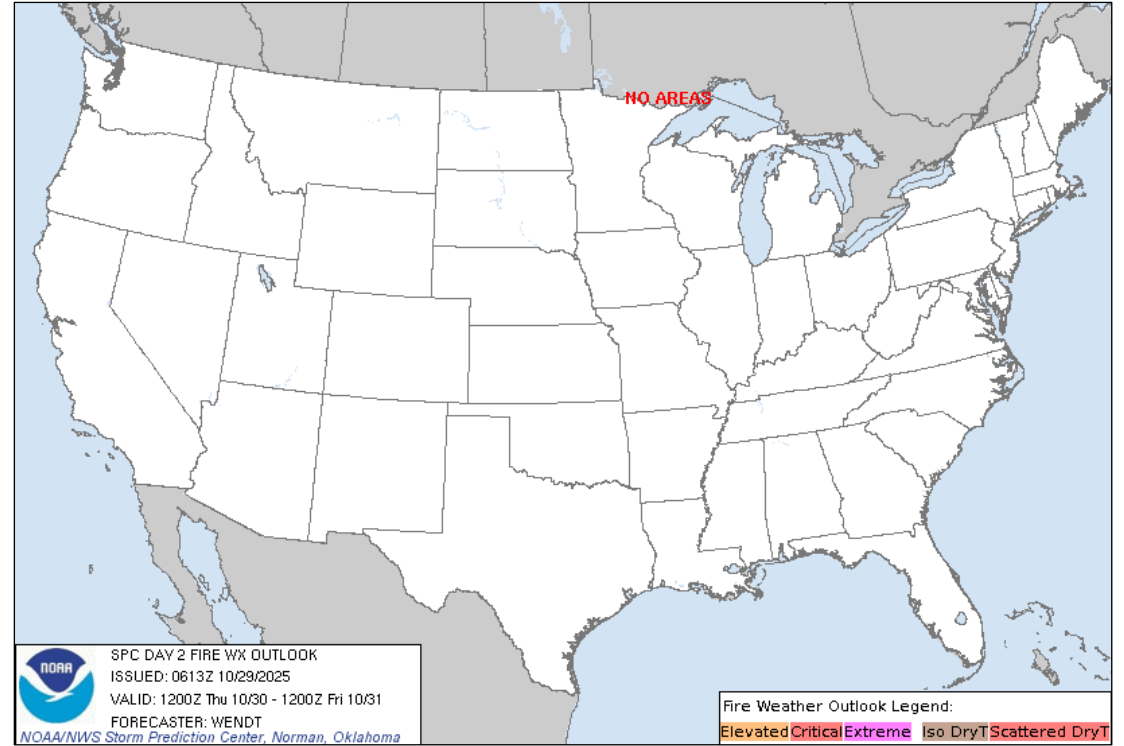 NO AREAS
NOAA
SPC DAY 2 FIRE WX OUTLOOK
ISSUED: 0613Z 10/29/2025
VALID: 1200Z Thu 10/30 - 1200Z Fri 10/31
FORECASTER: WENDT
NOAA/NWS Storm Prediction Center, Norman, Oklahoma
Fire Weather Outlook Legend:
Elevated Critical Extreme Iso DryT Scattered DryT